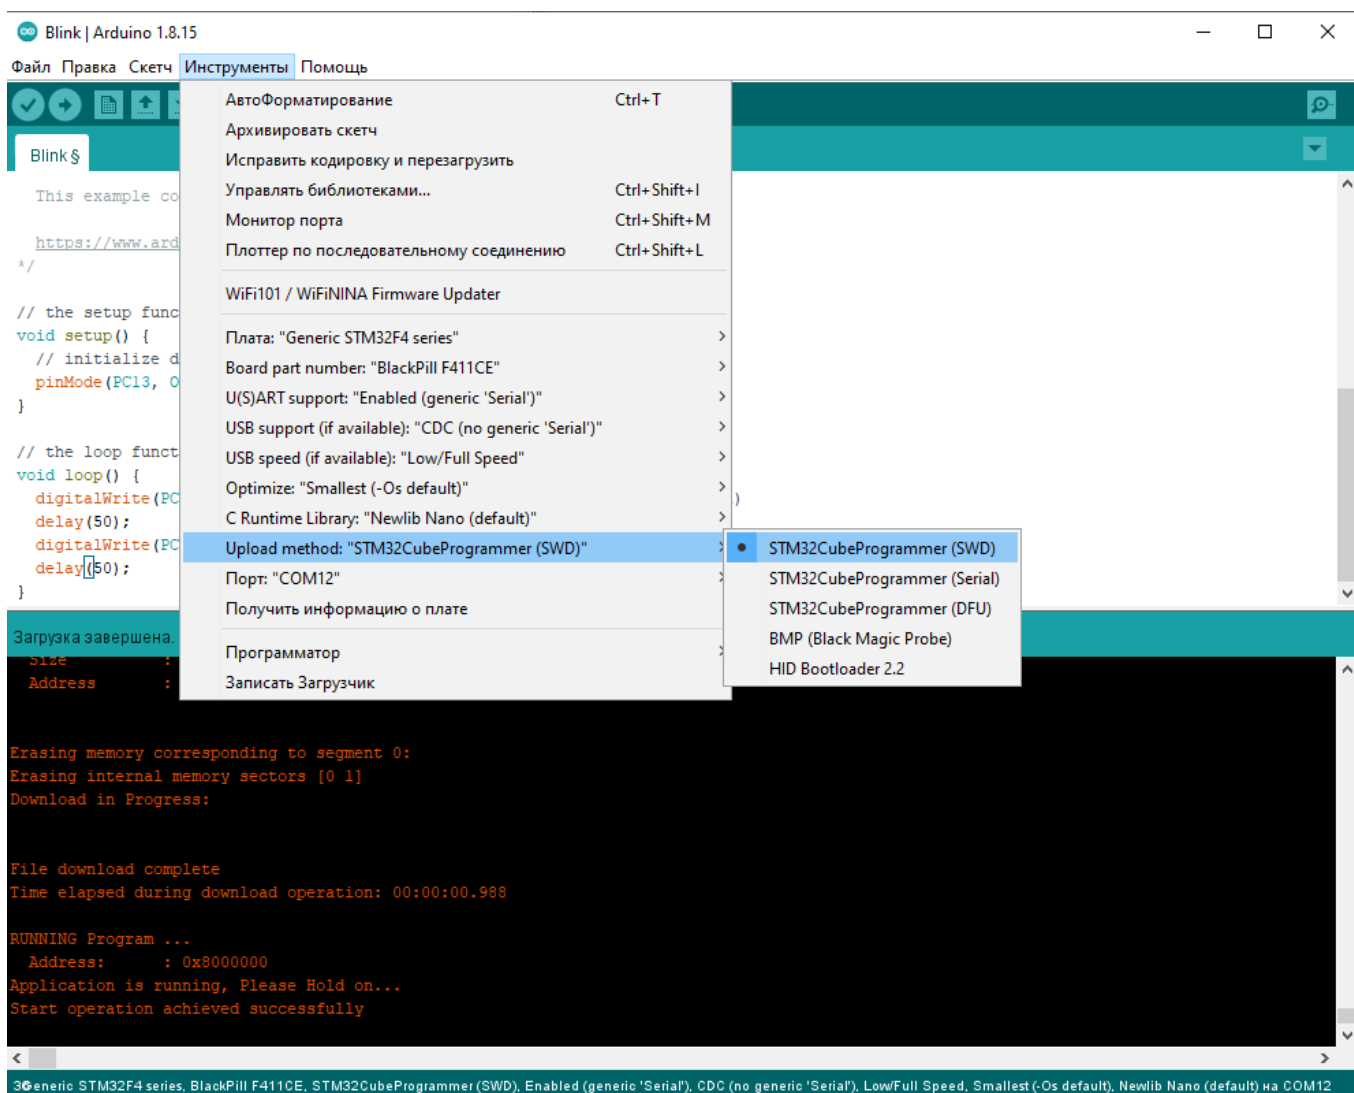 Blink | Arduino 1.8.15
Файл Правка Скетч Инструменты Помощь
АвтоФорматирование Ctrl+T
Архивировать скетч
Исправить кодировку и перезагрузить
Управлять библиотеками... Ctrl+Shift+I
Монитор порта Ctrl+Shift+M
Плоттер по последовательному соединению Ctrl+Shift+L
WiFi101 / WiFiNINA Firmware Updater
Плата: "Generic STM32F4 series"
Board part number: "BlackPill F411CE"
U(S)ART support: "Enabled (generic 'Serial')"
USB support (if available): "CDC (no generic 'Serial')"
USB speed (if available): "Low/Full Speed"
Optimize: "Smallest (-Os default)"
C Runtime Library: "Newlib Nano (default)"
Upload method: "STM32CubeProgrammer (SWD)"
Порт: "COM12"
Получить информацию о плате
Программатор
Записать Загрузчик
STM32CubeProgrammer (SWD)
STM32CubeProgrammer (Serial)
STM32CubeProgrammer (DFU)
BMP (Black Magic Probe)
HID Bootloader 2.2
Blink §
This example co
https://www.ard
*/
// the setup func
void setup() {
// initialize d
pinMode(PC13, O
}
// the loop funct
void loop() {
digitalWrite(PC )
delay(50);
digitalWrite(PC
delay(50);
}
Загрузка завершена.
Size :
Address :
Erasing memory corresponding to segment 0:
Erasing internal memory sectors [0 1]
Download in Progress:
File download complete
Time elapsed during download operation: 00:00:00.988
RUNNING Program ...
Address: : 0x8000000
Application is running, Please Hold on...
Start operation achieved successfully
Generic STM32F4 series, BlackPill F411CE, STM32CubeProgrammer (SWD), Enabled (generic 'Serial'), CDC (no generic 'Serial'), Low/Full Speed, Smallest (-Os default), Newlib Nano (default) на COM12